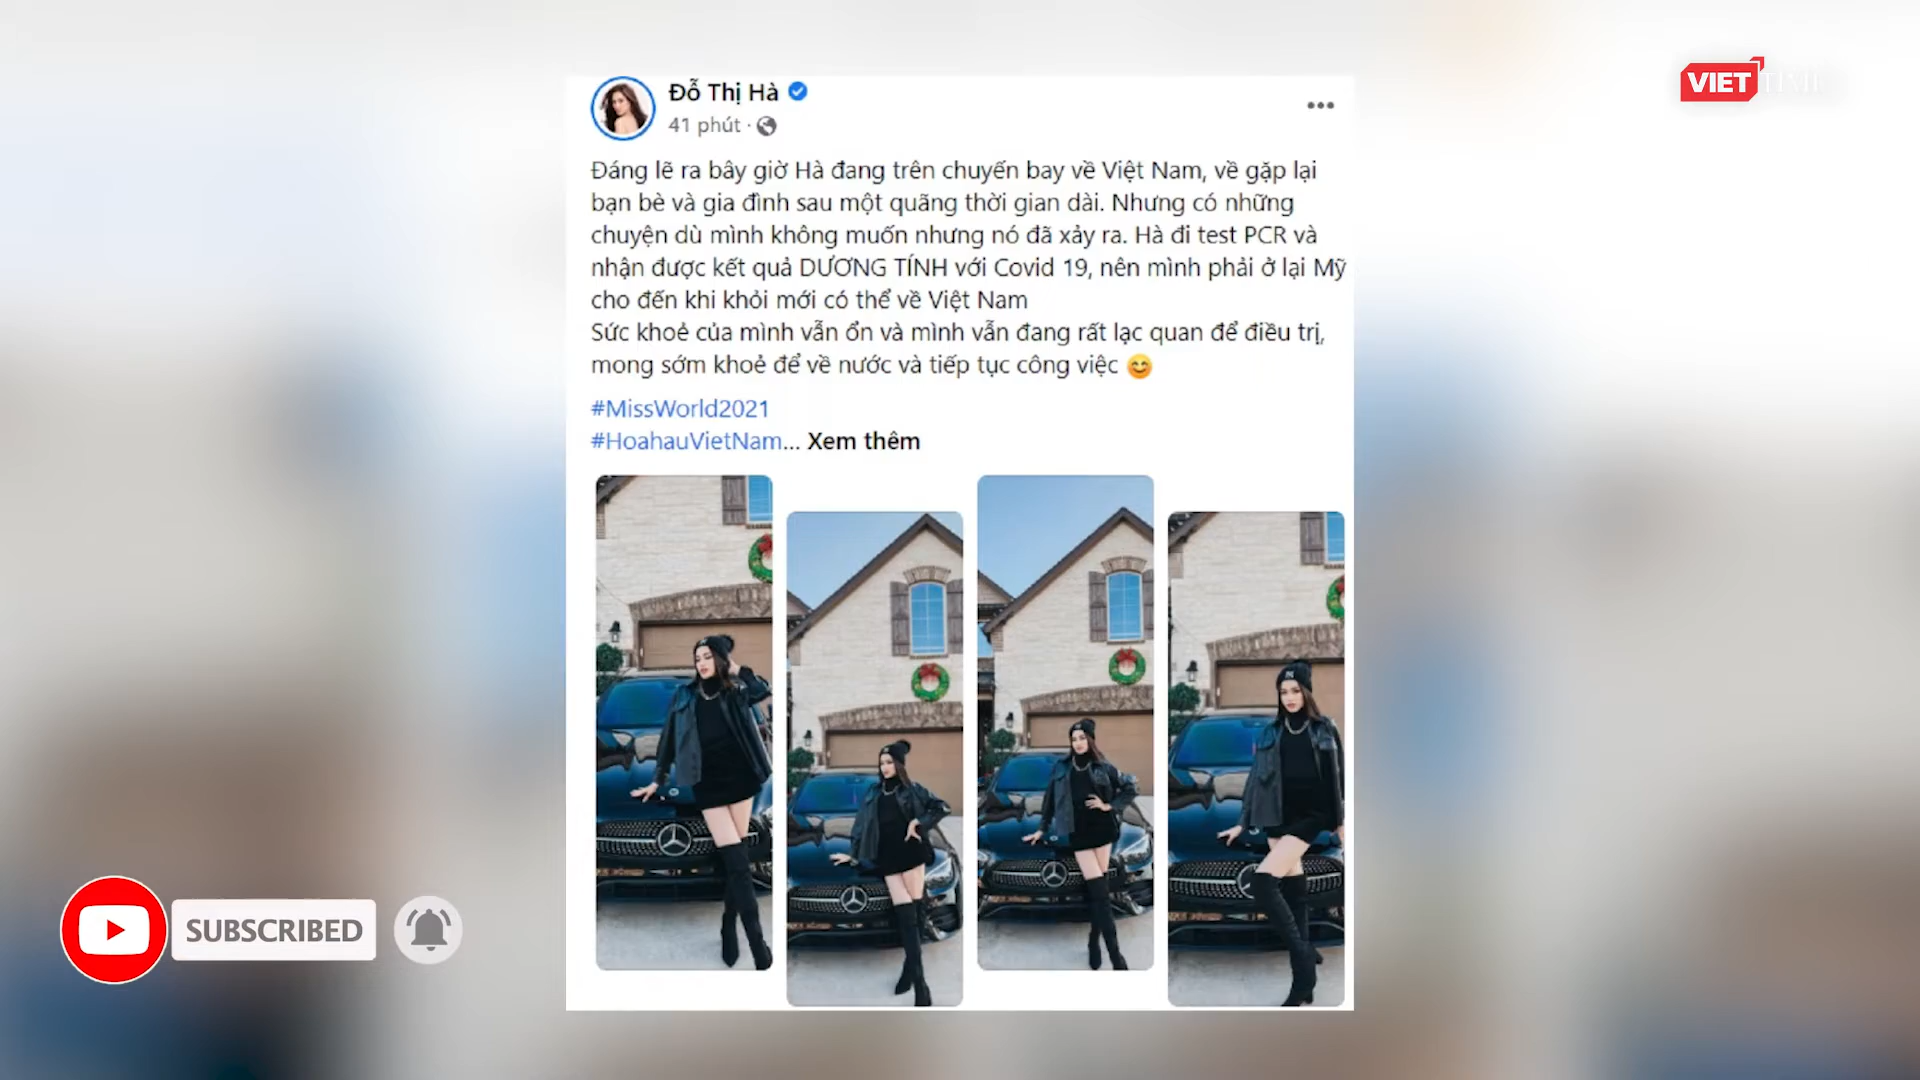 Đỗ Thị Hà
41 phút ·
Đáng lẽ ra bây giờ Hà đang trên chuyến bay về Việt Nam, về gặp lại
bạn bè và gia đình sau một quãng thời gian dài. Nhưng có những
chuyện dù mình không muốn nhưng nó đã xảy ra. Hà đi test PCR và
nhận được kết quả DƯƠNG TÍNH với Covid 19, nên mình phải ở lại Mỹ
cho đến khi khỏi mới có thể về Việt Nam
Sức khoẻ của mình vẫn ổn và mình vẫn đang rất lạc quan để điều trị,
mong sớm khoẻ để về nước và tiếp tục công việc 😊
#MissWorld2021
#HoahauVietNam... Xem thêm
VIET
SUBSCRIBED